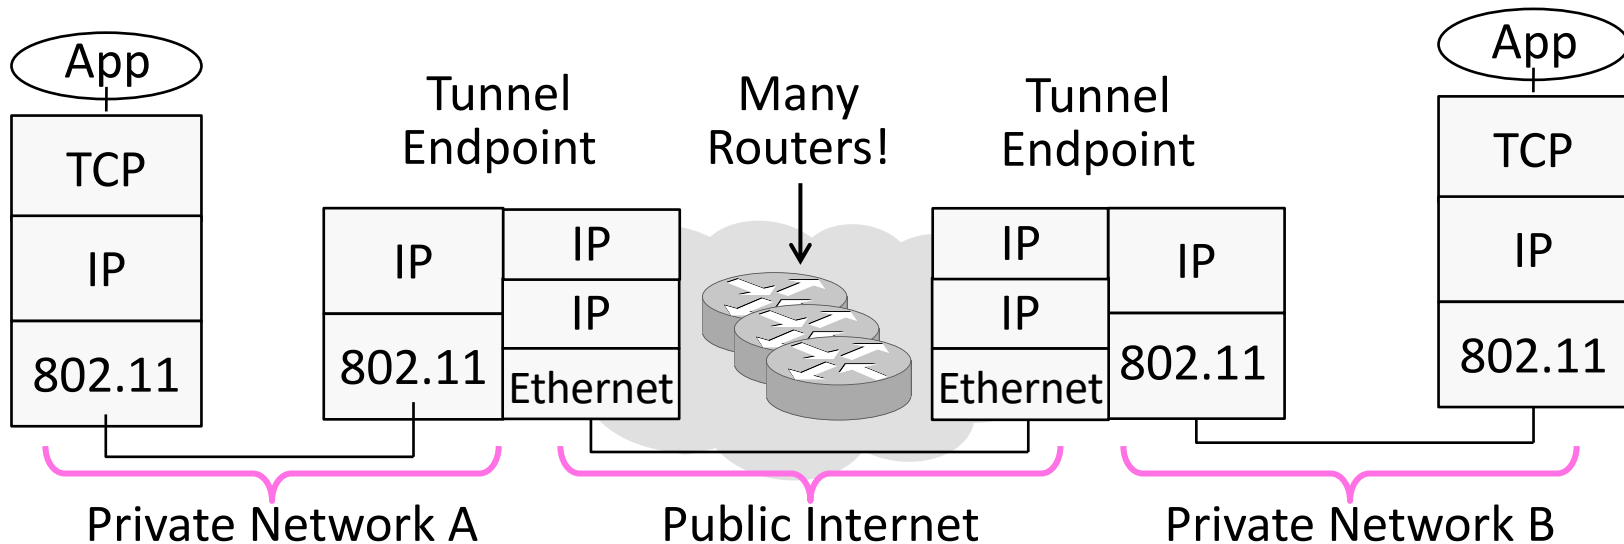 App
TCP
IP
802.11
Tunnel
Endpoint
IP
802.11
IP
IP
Ethernet
Many
Routers!
Tunnel
Endpoint
IP
IP
Ethernet
IP
802.11
App
TCP
IP
802.11
Private Network A
Public Internet
Private Network B